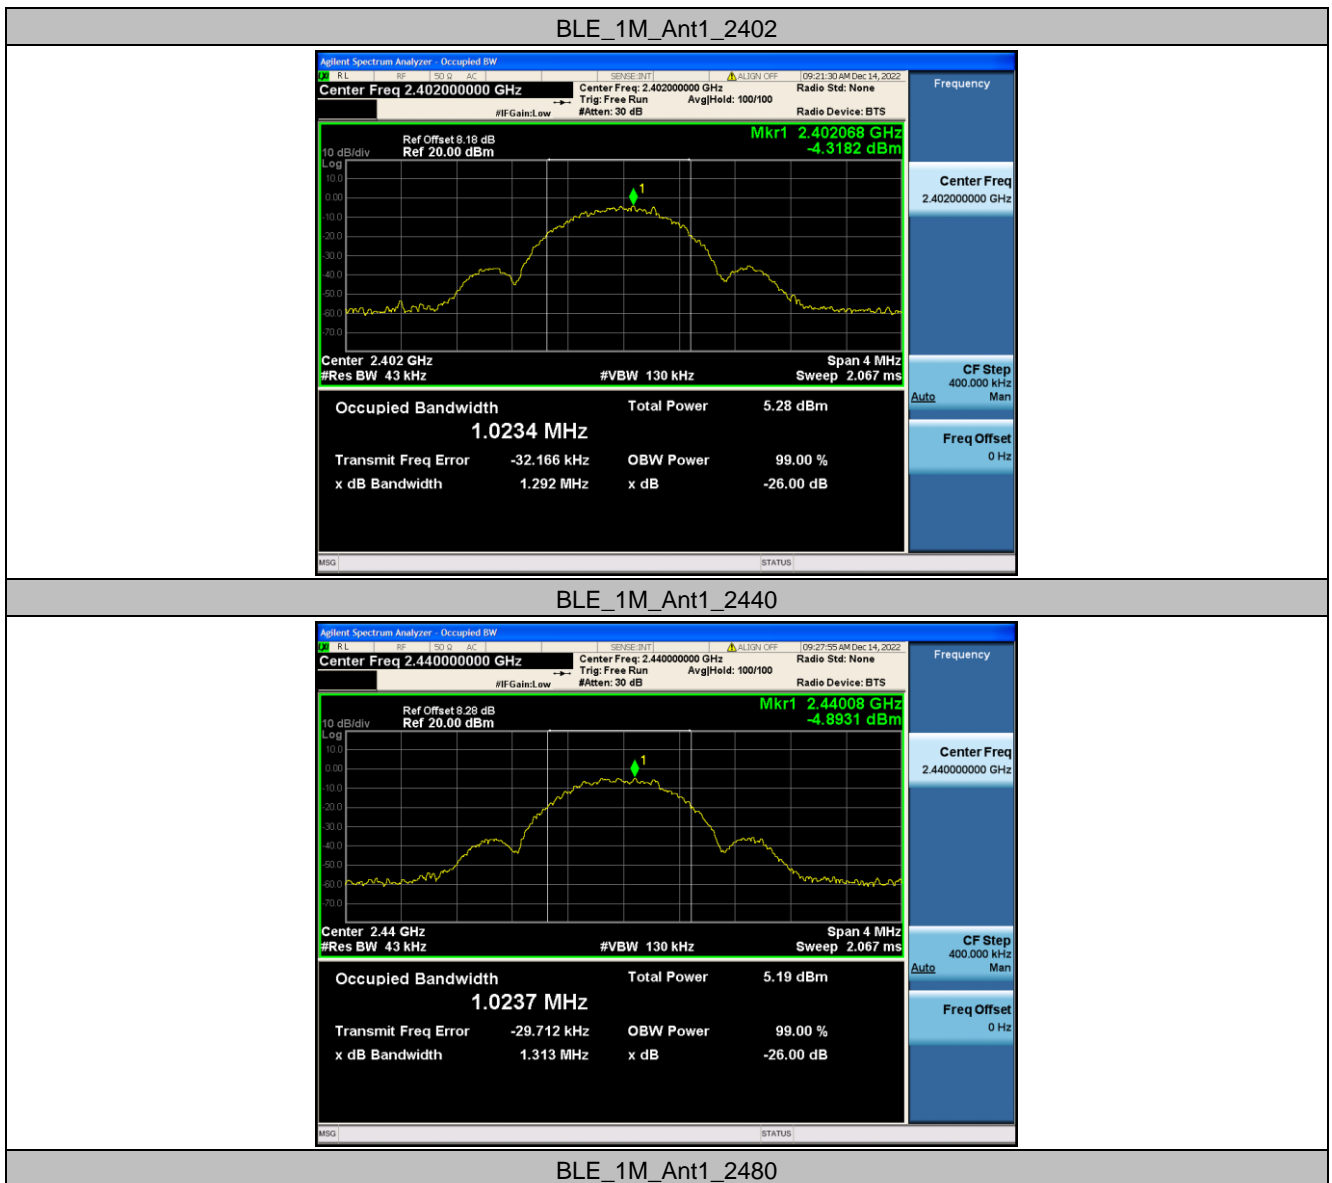 BLE_1M_Ant1_2402
Agilent Spectrum Analyzer - Occupied BW
RL RF 50 Ω AC SENSE:INT ALIGN OFF 09:21:30 AM Dec 14, 2022
Center Freq 2.402000000 GHz
Center Freq: 2.402000000 GHz Radio Std: None
Trig: Free Run Avg|Hold: 100/100
#IFGain:Low #Atten: 30 dB Radio Device: BTS
Frequency
Mkr1 2.402068 GHz
-4.3182 dBm
Ref Offset 8.18 dB
10 dB/div Ref 20.00 dBm
Log
10.0
0.00
-10.0
-20.0
-30.0
-40.0
-50.0
-60.0
-70.0
1
Center Freq
2.402000000 GHz
Center 2.402 GHz Span 4 MHz
#Res BW 43 kHz #VBW 130 kHz Sweep 2.067 ms
CF Step
400.000 kHz
Auto Man
Occupied Bandwidth Total Power 5.28 dBm
1.0234 MHz
Transmit Freq Error -32.166 kHz OBW Power 99.00 %
x dB Bandwidth 1.292 MHz x dB -26.00 dB
Freq Offset
0 Hz
MSG STATUS
BLE_1M_Ant1_2440
Agilent Spectrum Analyzer - Occupied BW
RL RF 50 Ω AC SENSE:INT ALIGN OFF 09:27:55 AM Dec 14, 2022
Center Freq 2.440000000 GHz
Center Freq: 2.440000000 GHz Radio Std: None
Trig: Free Run Avg|Hold: 100/100
#IFGain:Low #Atten: 30 dB Radio Device: BTS
Frequency
Mkr1 2.44008 GHz
-4.8931 dBm
Ref Offset 8.28 dB
10 dB/div Ref 20.00 dBm
Log
10.0
0.00
-10.0
-20.0
-30.0
-40.0
-50.0
-60.0
-70.0
1
Center Freq
2.440000000 GHz
Center 2.44 GHz Span 4 MHz
#Res BW 43 kHz #VBW 130 kHz Sweep 2.067 ms
CF Step
400.000 kHz
Auto Man
Occupied Bandwidth Total Power 5.19 dBm
1.0237 MHz
Transmit Freq Error -29.712 kHz OBW Power 99.00 %
x dB Bandwidth 1.313 MHz x dB -26.00 dB
Freq Offset
0 Hz
MSG STATUS
BLE_1M_Ant1_2480